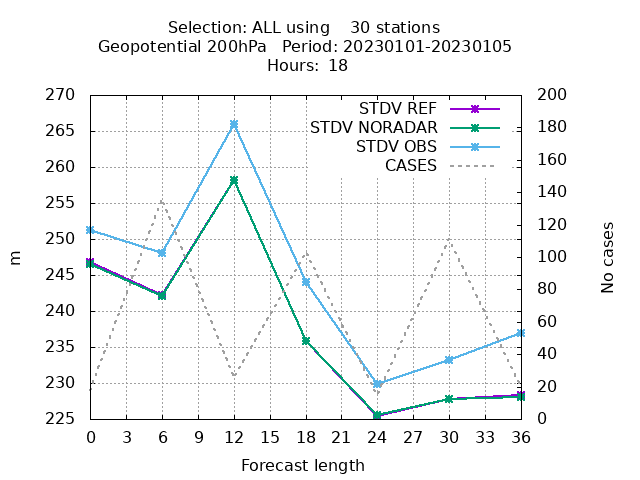 Selection: ALL using    30 stations
Geopotential 200hPa   Period: 20230101-20230105
Hours:  18
STDV REF
STDV NORADAR
STDV OBS
CASES
270
265
260
255
250
245
240
235
230
225
m
200
180
160
140
120
100
80
60
40
20
0
No cases
0 3 6 9 12 15 18 21 24 27 30 33 36
Forecast length